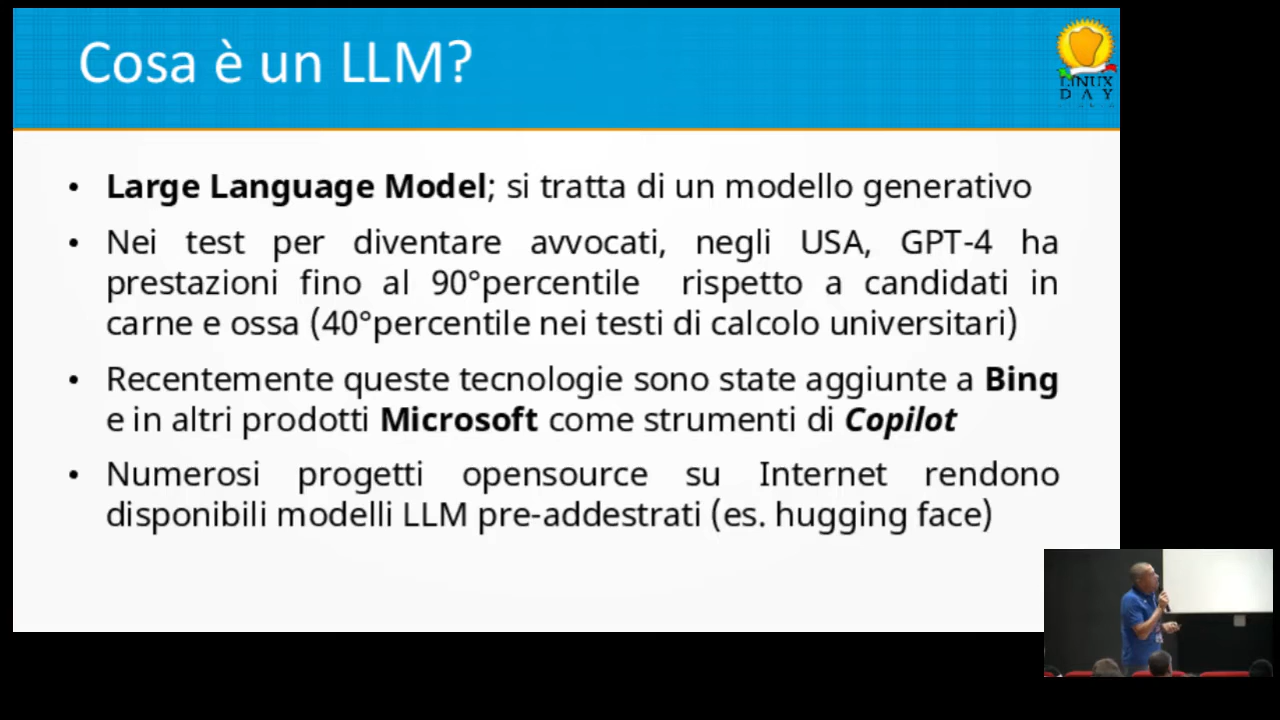 Cosa è un LLM?
LINUX
DAY
• Large Language Model; si tratta di un modello generativo
• Nei test per diventare avvocati, negli USA, GPT-4 ha
prestazioni fino al 90°percentile rispetto a candidati in
carne e ossa (40°percentile nei testi di calcolo universitari)
• Recentemente queste tecnologie sono state aggiunte a Bing
e in altri prodotti Microsoft come strumenti di Copilot
• Numerosi progetti opensource su Internet rendono
disponibili modelli LLM pre-addestrati (es. hugging face)